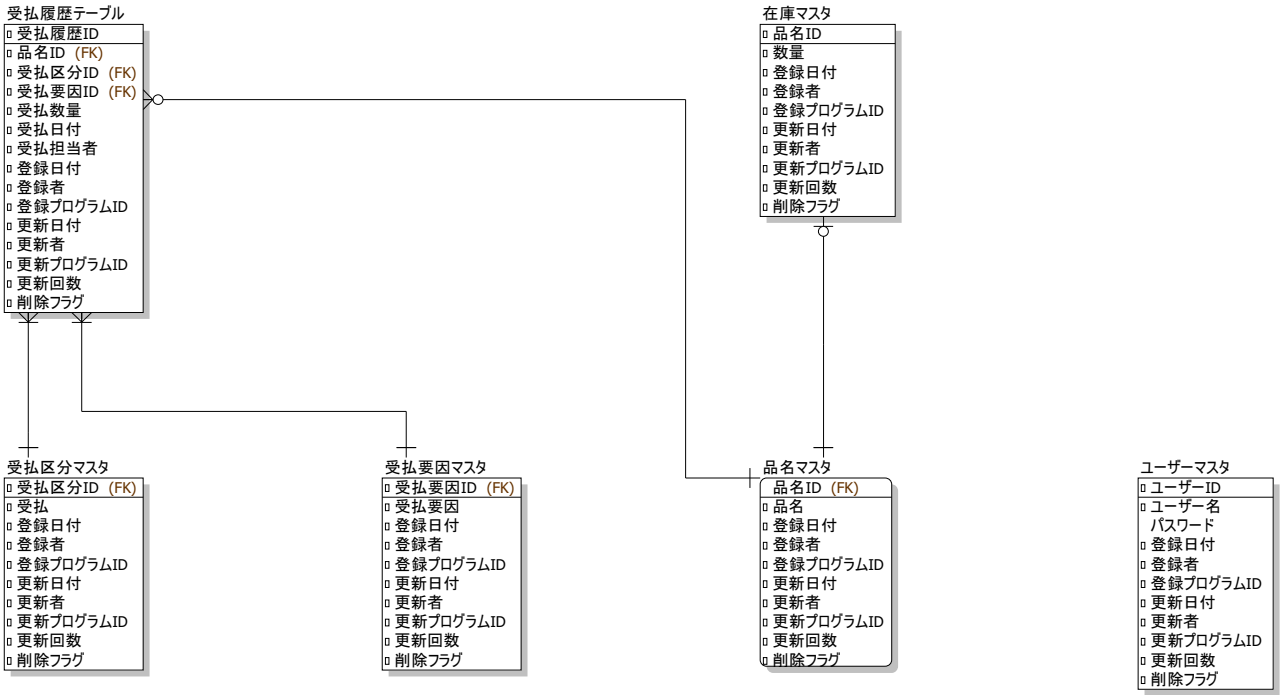 受払履歴テーブル
受払履歴ID
品名ID (FK)
受払区分ID (FK)
受払要因ID (FK)
受払数量
受払日付
受払担当者
登録日付
登録者
登録プログラムID
更新日付
更新者
更新プログラムID
更新回数
削除フラグ
在庫マスタ
品名ID
数量
登録日付
登録者
登録プログラムID
更新日付
更新者
更新プログラムID
更新回数
削除フラグ
受払区分マスタ
受払区分ID (FK)
受払
登録日付
登録者
登録プログラムID
更新日付
更新者
更新プログラムID
更新回数
削除フラグ
受払要因マスタ
受払要因ID (FK)
受払要因
登録日付
登録者
登録プログラムID
更新日付
更新者
更新プログラムID
更新回数
削除フラグ
品名マスタ
品名ID (FK)
品名
登録日付
登録者
登録プログラムID
更新日付
更新者
更新プログラムID
更新回数
削除フラグ
ユーザーマスタ
ユーザーID
ユーザー名
パスワード
登録日付
登録者
登録プログラムID
更新日付
更新者
更新プログラムID
更新回数
削除フラグ